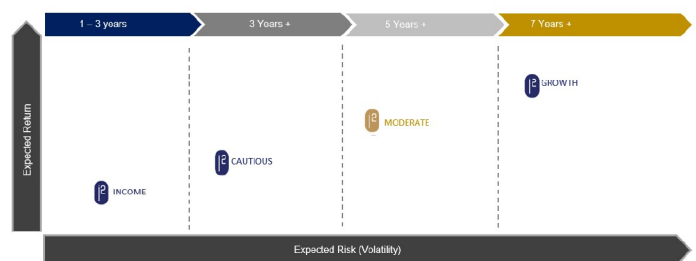 1 – 3 years
3 Years +
5 Years +
7 Years +
Expected Return
GROWTH
MODERATE
CAUTIOUS
INCOME
Expected Risk (Volatility)